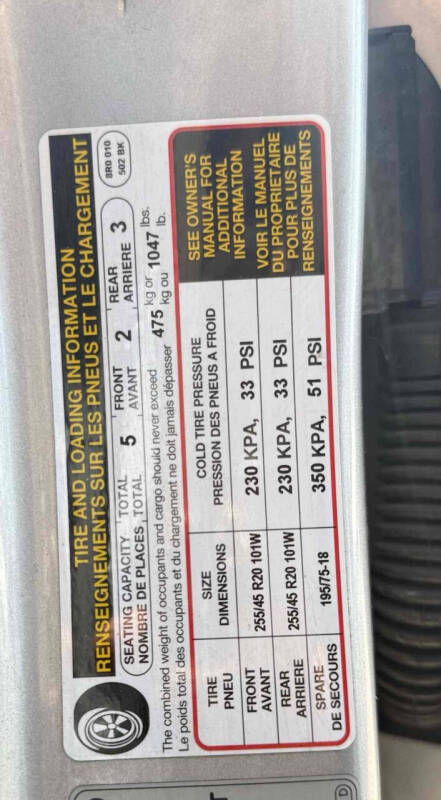 TIRE AND LOADING INFORMATION
RENSEIGNEMENTS SUR LES PNEUS ET LE CHARGEMENT
8R0 010
502 BK
SEATING CAPACITY TOTAL 5 FRONT 2 REAR 3
NOMBRE DE PLACES TOTAL AVANT ARRIERE
The combined weight of occupants and cargo should never exceed 475 kg or 1047 lbs.
Le poids total des occupants et du chargement ne doit jamais dépasser kg ou lb.
TIRE SIZE COLD TIRE PRESSURE
PNEU DIMENSIONS PRESSION DES PNEUS A FROID
FRONT 255/45 R20 101W 230 KPA, 33 PSI
AVANT
REAR 255/45 R20 101W 230 KPA, 33 PSI
ARRIERE
SPARE 195/75-18 350 KPA, 51 PSI
DE SECOURS
SEE OWNER'S
MANUAL FOR
ADDITIONAL
INFORMATION
VOIR LE MANUEL
DU PROPRIETAIRE
POUR PLUS DE
RENSEIGNEMENTS